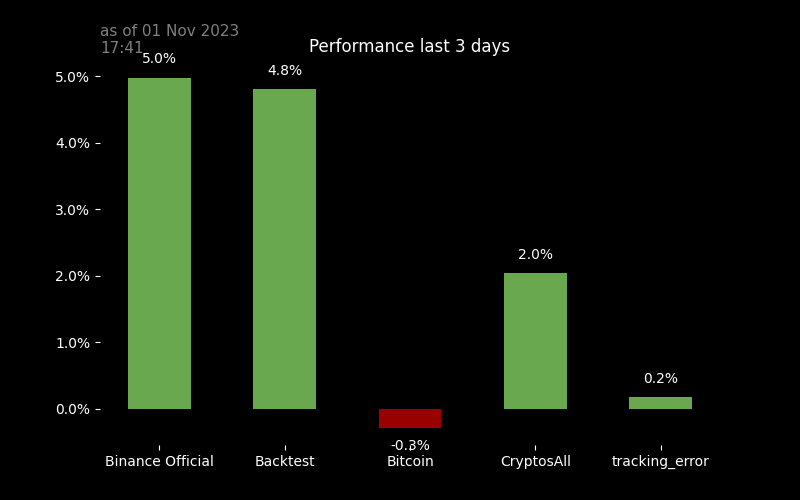 as of 01 Nov 2023
17:41
Performance last 3 days
5.0%
4.8%
-0.3%
2.0%
0.2%
5.0%
4.0%
3.0%
2.0%
1.0%
0.0%
Binance Official
Backtest
Bitcoin
CryptosAll
tracking_error